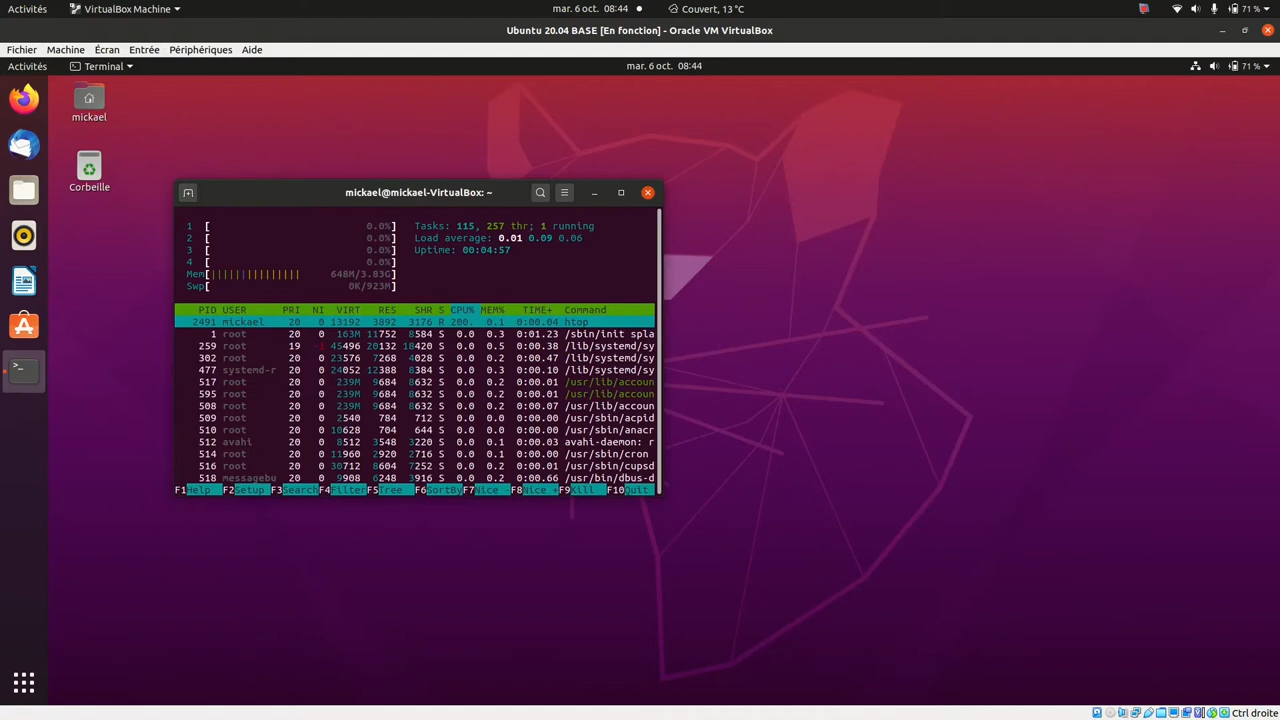 Activités VirtualBox Machine mar. 6 oct. 08:44 Couvert, 13 °C 71 %
Ubuntu 20.04 BASE [En fonction] - Oracle VM VirtualBox
Fichier Machine Écran Entrée Périphériques Aide
Activités Terminal mar. 6 oct. 08:44 71 %
mickael
Corbeille
mickael@mickael-VirtualBox: ~
1 [ 0.0%] Tasks: 115, 257 thr; 1 running
2 [ 0.0%] Load average: 0.01 0.09 0.06
3 [ 0.0%] Uptime: 00:04:57
4 [ 0.0%]
Mem[||||||||||||||| 648M/3.83G]
Swp[ 0K/923M]
PID USER PRI NI VIRT RES SHR S CPU% MEM% TIME+ Command
2491 mickael 20 0 13192 3892 3176 R 200. 0.1 0:00.04 htop
1 root 20 0 163M 11752 8584 S 0.0 0.3 0:01.23 /sbin/init spla
259 root 19 -1 45496 20132 18420 S 0.0 0.5 0:00.38 /lib/systemd/sy
302 root 20 0 23576 7268 4028 S 0.0 0.2 0:00.46 /lib/systemd/sy
477 systemd-r 20 0 24052 12388 8384 S 0.0 0.3 0:00.10 /lib/systemd/sy
517 root 20 0 239M 9684 8632 S 0.0 0.2 0:00.01 /usr/lib/accoun
595 root 20 0 239M 9684 8632 S 0.0 0.2 0:00.01 /usr/lib/accoun
508 root 20 0 239M 9684 8632 S 0.0 0.2 0:00.07 /usr/lib/accoun
509 root 20 0 2540 784 712 S 0.0 0.0 0:00.01 /usr/sbin/acpid
510 root 20 0 10628 704 644 S 0.0 0.0 0:00.01 /usr/sbin/anacr
512 avahi 20 0 8512 3548 3220 S 0.0 0.1 0:00.03 avahi-daemon: r
514 root 20 0 11960 2920 2716 S 0.0 0.1 0:00.00 /usr/sbin/cron
516 root 20 0 30712 8604 7252 S 0.0 0.2 0:00.01 /usr/sbin/cupsd
518 messagebu 20 0 9908 6248 3916 S 0.0 0.2 0:00.66 /usr/bin/dbus-d
F1Help F2Setup F3SearchF4FilterF5Tree F6SortByF7Nice -F8Nice +F9Kill F10Quit
Ctrl droite